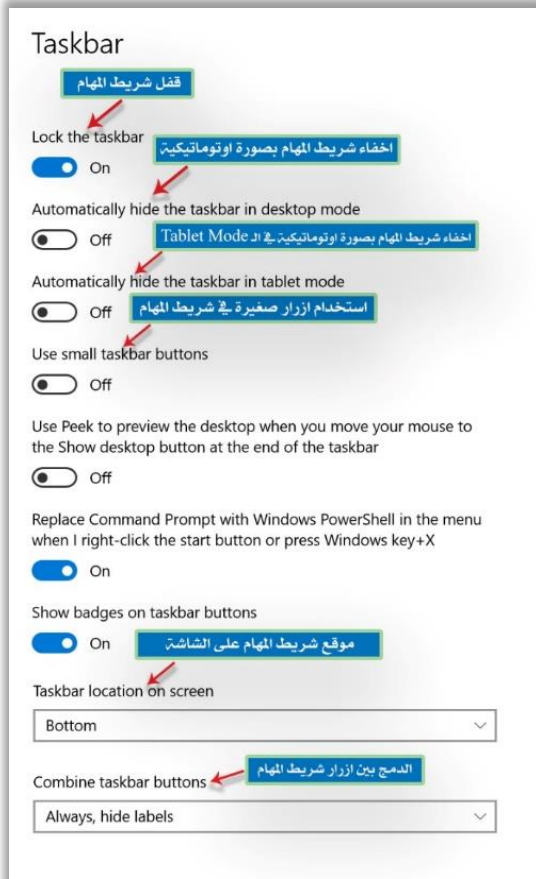 Taskbar
قفل شريط المهام
Lock the taskbar
اخفاء شريط المهام بصورة اوتوماتيكية
On
Automatically hide the taskbar in desktop mode
Off
اخفاء شريط المهام بصورة اوتوماتيكية في الـ Tablet Mode
Automatically hide the taskbar in tablet mode
Off
استخدام ازرار صغيرة في شريط المهام
Use small taskbar buttons
Off
Use Peek to preview the desktop when you move your mouse to
the Show desktop button at the end of the taskbar
Off
Replace Command Prompt with Windows PowerShell in the menu
when I right-click the start button or press Windows key+X
On
Show badges on taskbar buttons
On
موقع شريط المهام على الشاشة
Taskbar location on screen
Bottom
الدمج بين ازرار شريط المهام
Combine taskbar buttons
Always, hide labels